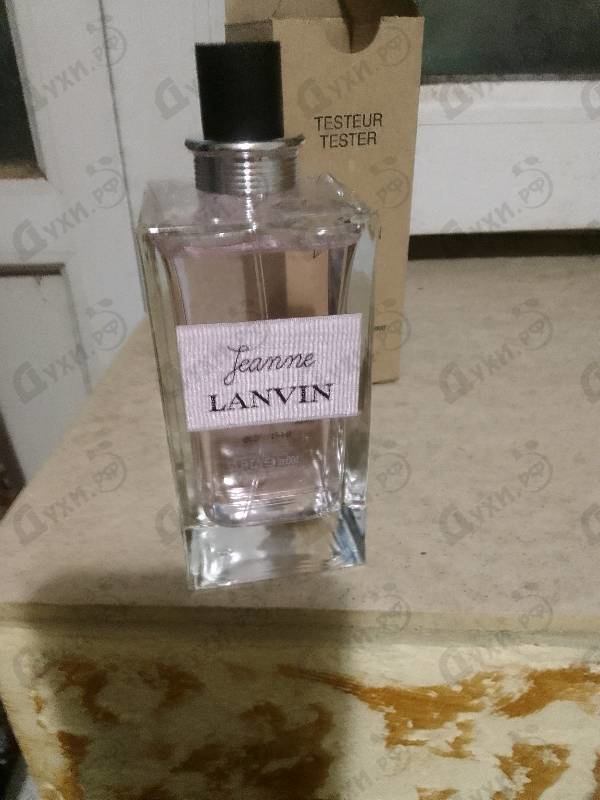 TESTEUR
TESTER
Jeanne
LANVIN
Духи.РФ